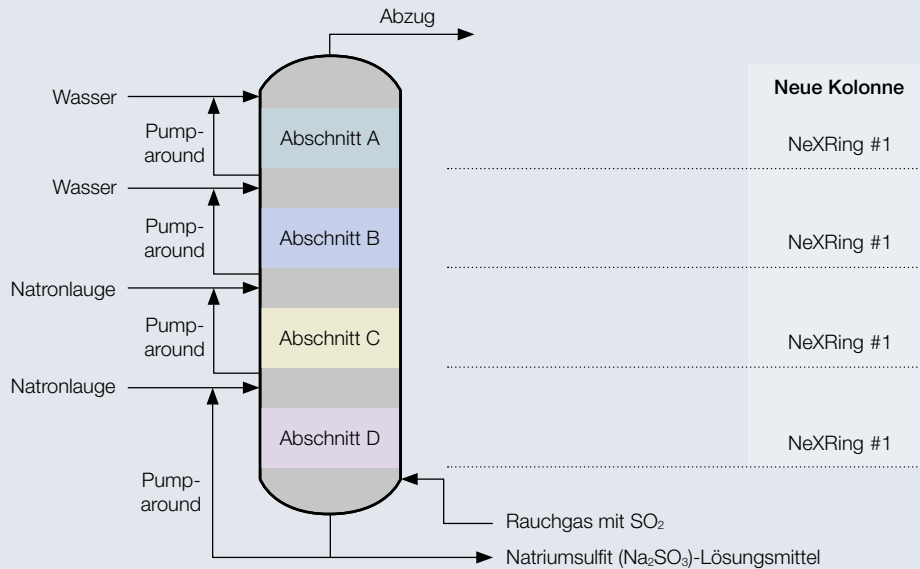 Abzug
Neue Kolonne
Wasser
Pump-
around
Abschnitt A
NeXRing #1
Wasser
Pump-
around
Abschnitt B
NeXRing #1
Natronlauge
Pump-
around
Abschnitt C
NeXRing #1
Natronlauge
Abschnitt D
NeXRing #1
Pump-
around
Rauchgas mit SO₂
Natriumsulfit (Na₂SO₃)-Lösungsmittel